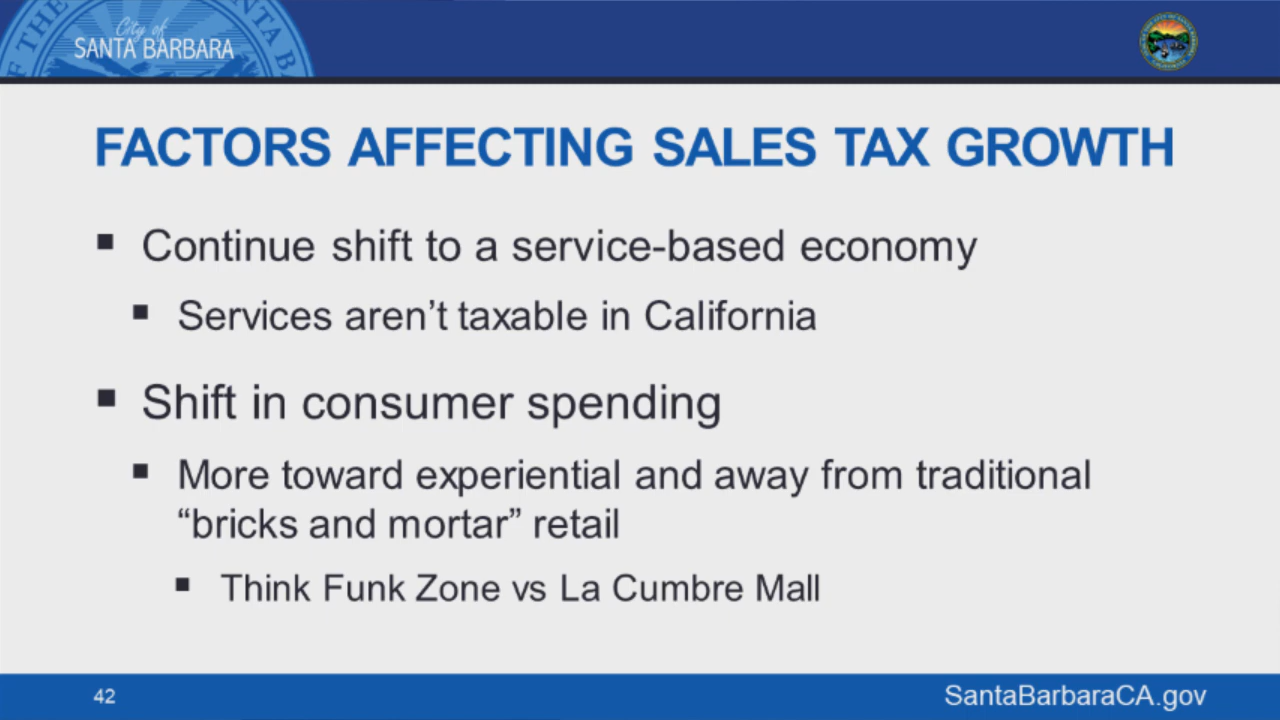 City of
SANTA BARBARA
FACTORS AFFECTING SALES TAX GROWTH
▪ Continue shift to a service-based economy
▪ Services aren’t taxable in California
▪ Shift in consumer spending
▪ More toward experiential and away from traditional
“bricks and mortar” retail
▪ Think Funk Zone vs La Cumbre Mall
42
SantaBarbaraCA.gov